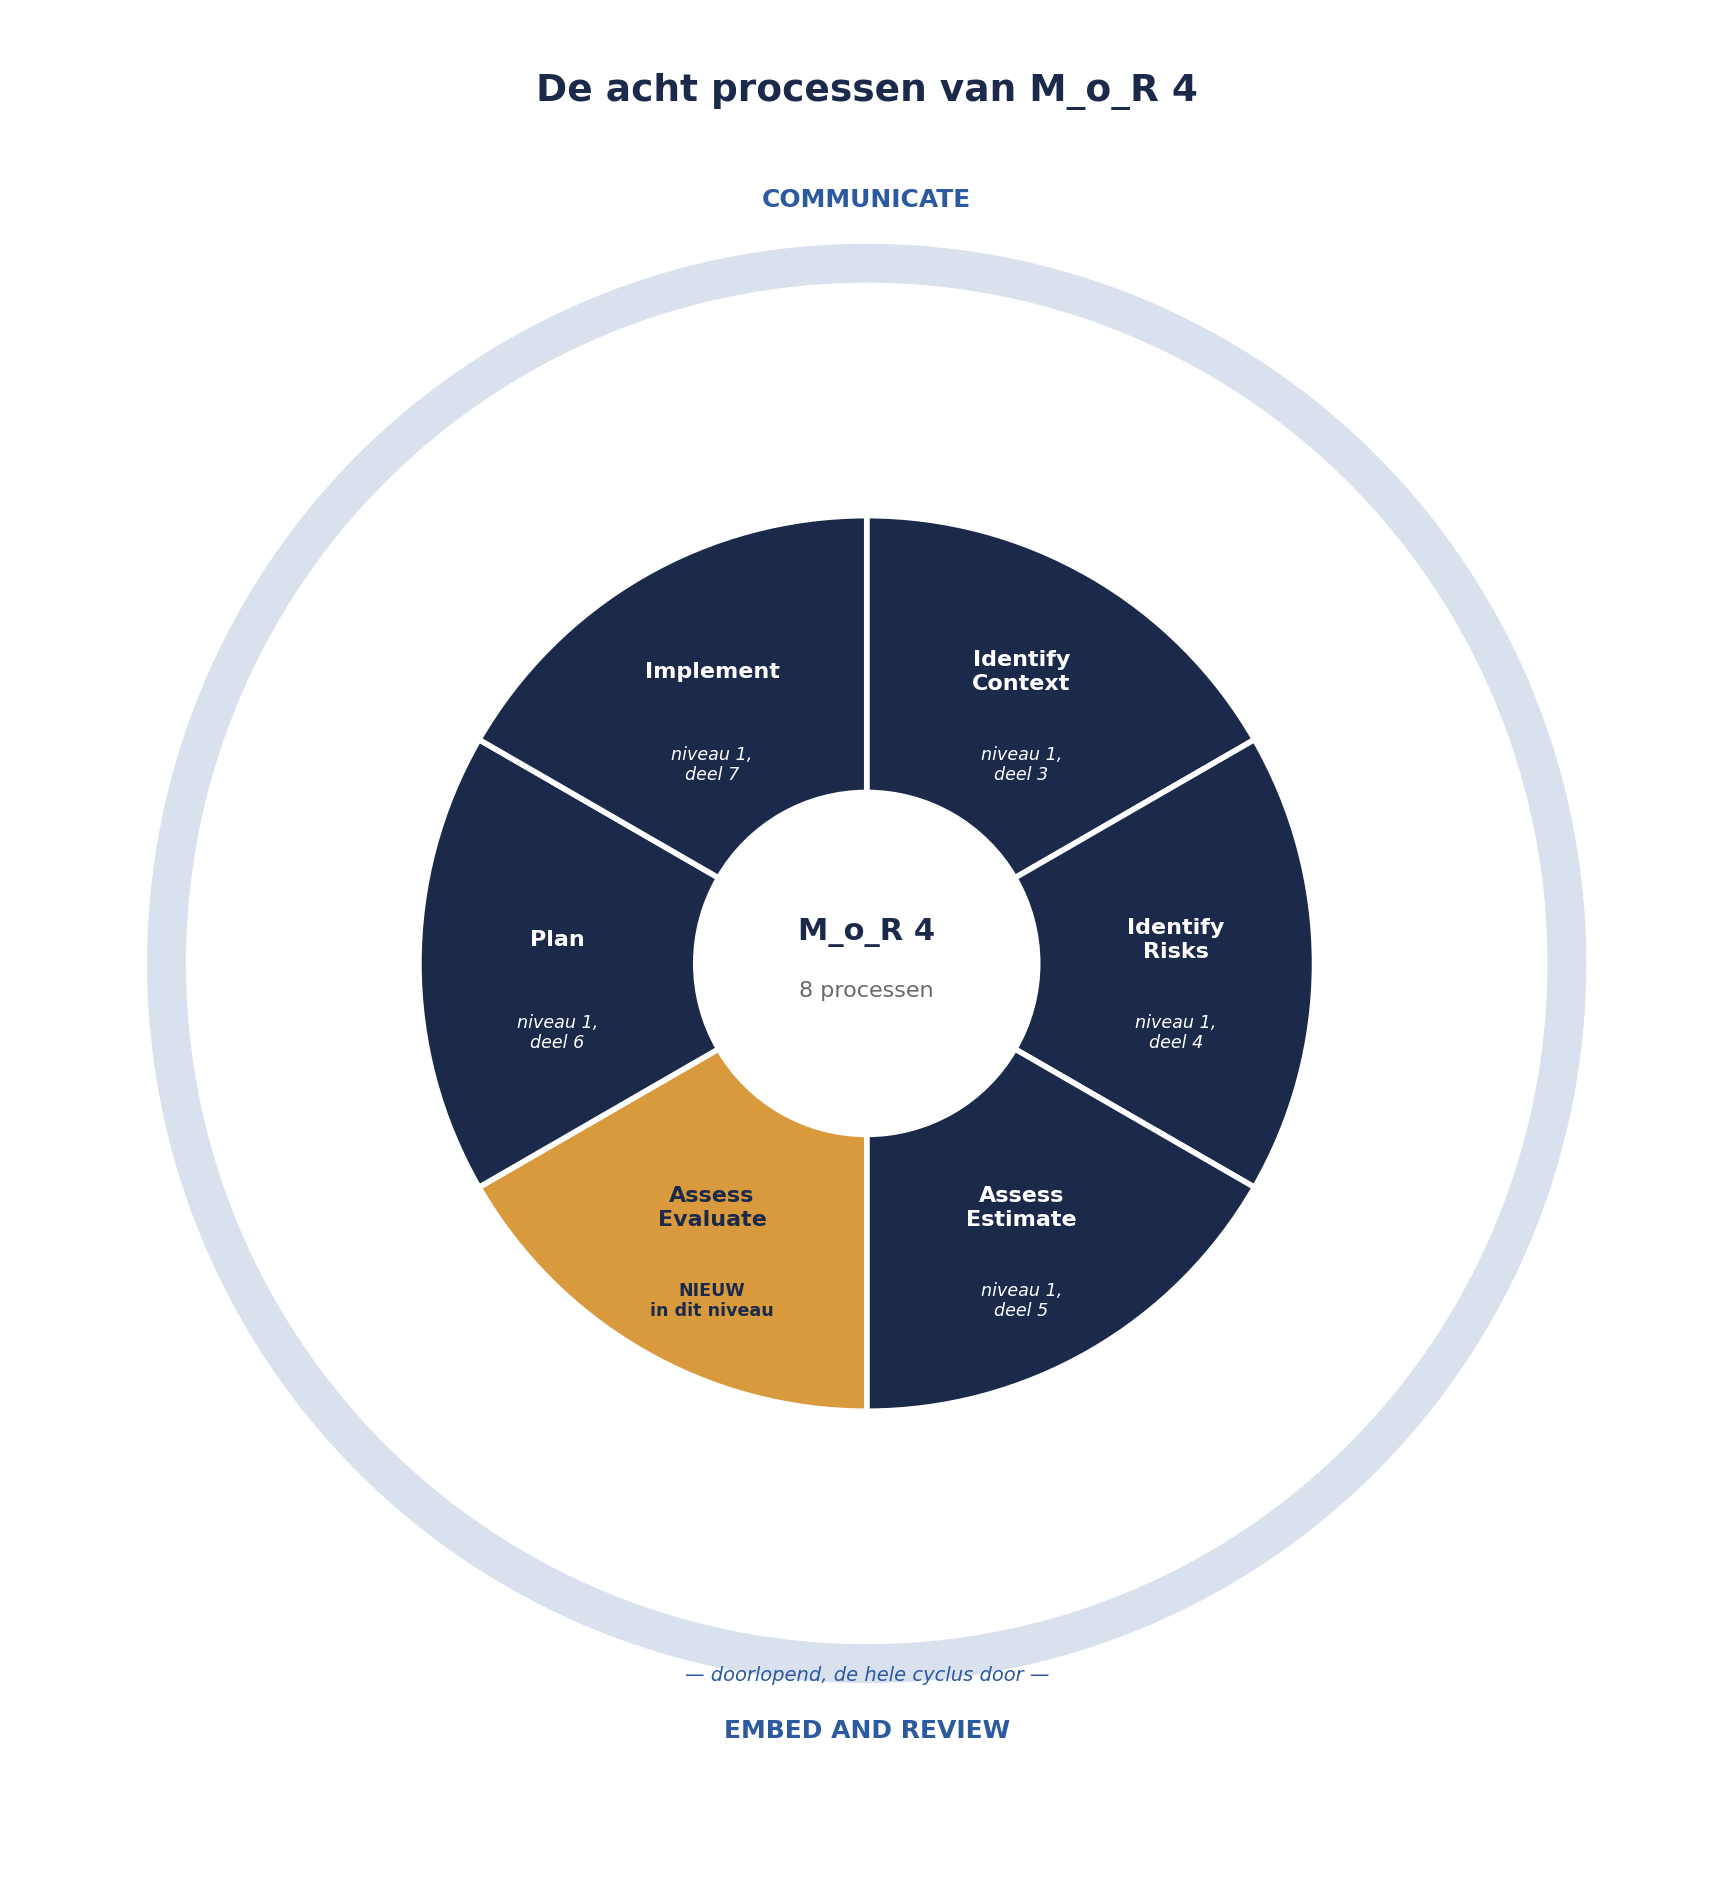 De acht processen van M_o_R 4
COMMUNICATE
Implement
niveau 1,
deel 7
Identify
Context
niveau 1,
deel 3
Plan
niveau 1,
deel 6
M_o_R 4
8 processen
Identify
Risks
niveau 1,
deel 4
Assess
Evaluate
NIEUW
in dit niveau
Assess
Estimate
niveau 1,
deel 5
— doorlopend, de hele cyclus door —
EMBED AND REVIEW